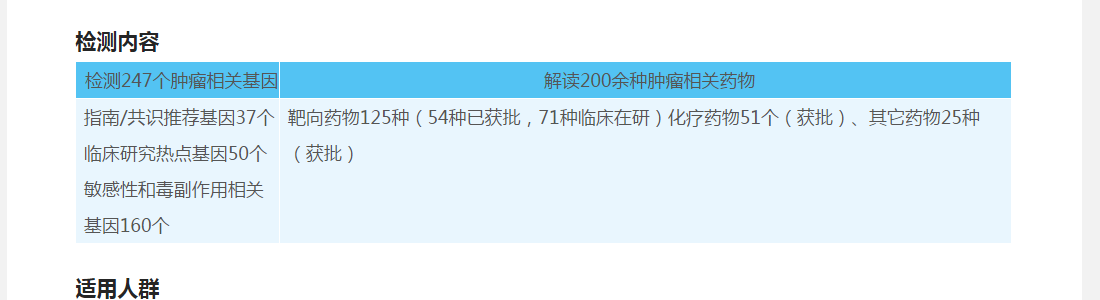 检测内容
检测247个肿瘤相关基因
解读200余种肿瘤相关药物
指南/共识推荐基因37个
临床研究热点基因50个
敏感性和毒副作用相关
基因160个
靶向药物125种（54种已获批，71种临床在研）化疗药物51个（获批）、其它药物25种
（获批）
适用人群